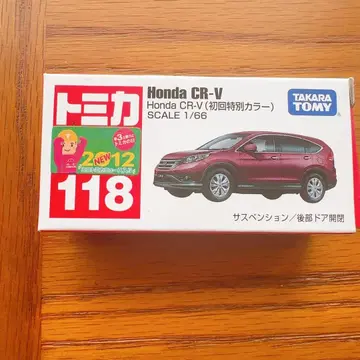 Honda CR-V
Honda CR-V(初回特別カラー)
SCALE 1/66
TAKARA
TOMY
トミカ
NEW
2012
118
サスペンション/後部ドア開閉